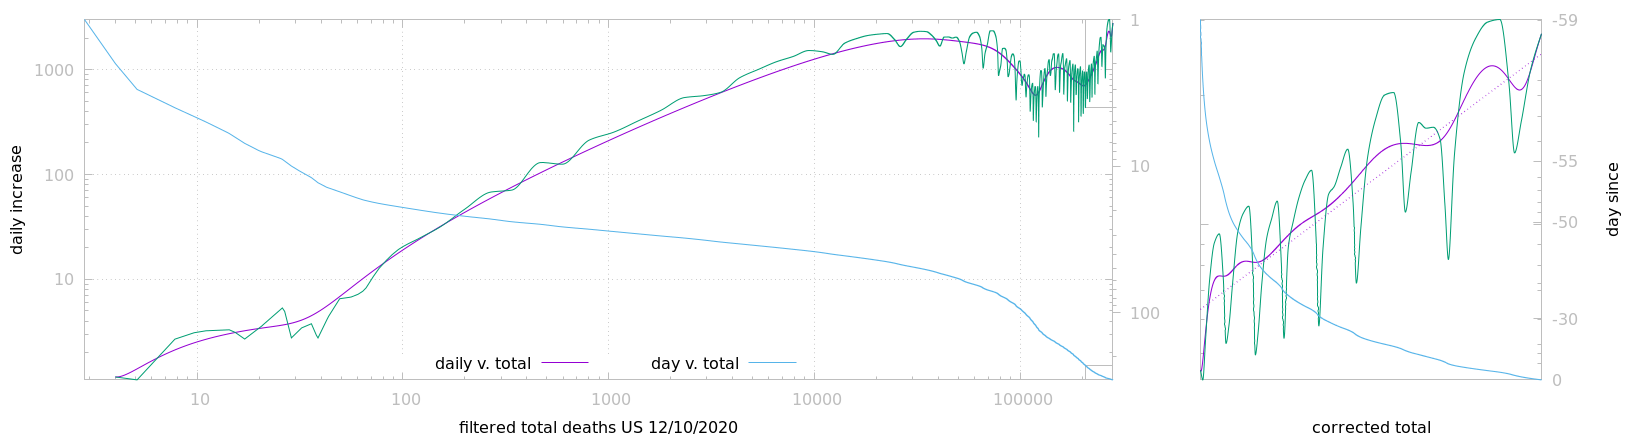 daily increase
1000
100
10
10
100
1000
10000
100000
1
10
100
daily v. total
day v. total
filtered total deaths US 12/10/2020
-59
-55
-50
-30
0
day since
corrected total